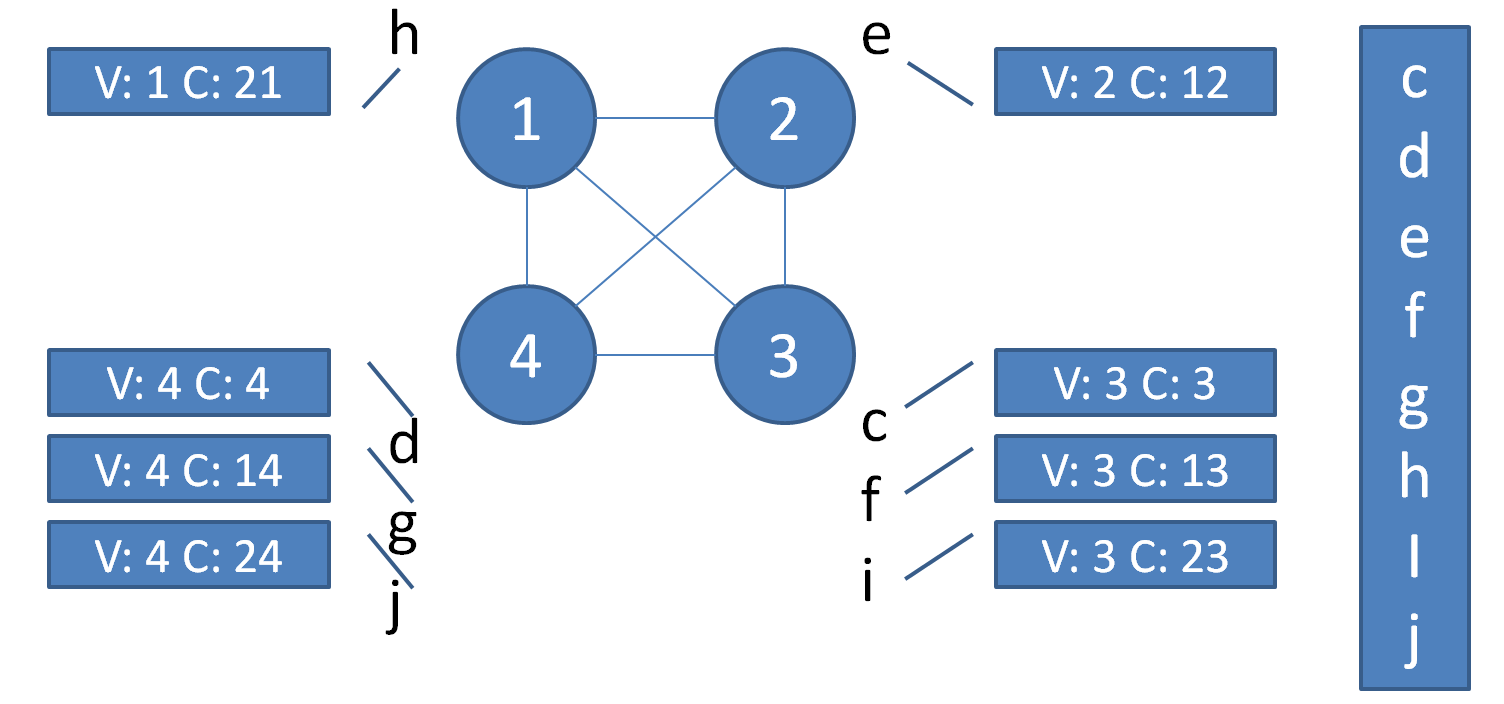 h
e
V: 1 C: 21
1
2
V: 2 C: 12
V: 4 C: 4
4
3
V: 3 C: 3
d
c
V: 4 C: 14
V: 3 C: 13
g
f
V: 4 C: 24
V: 3 C: 23
j
i
c
d
e
f
g
h
I
j